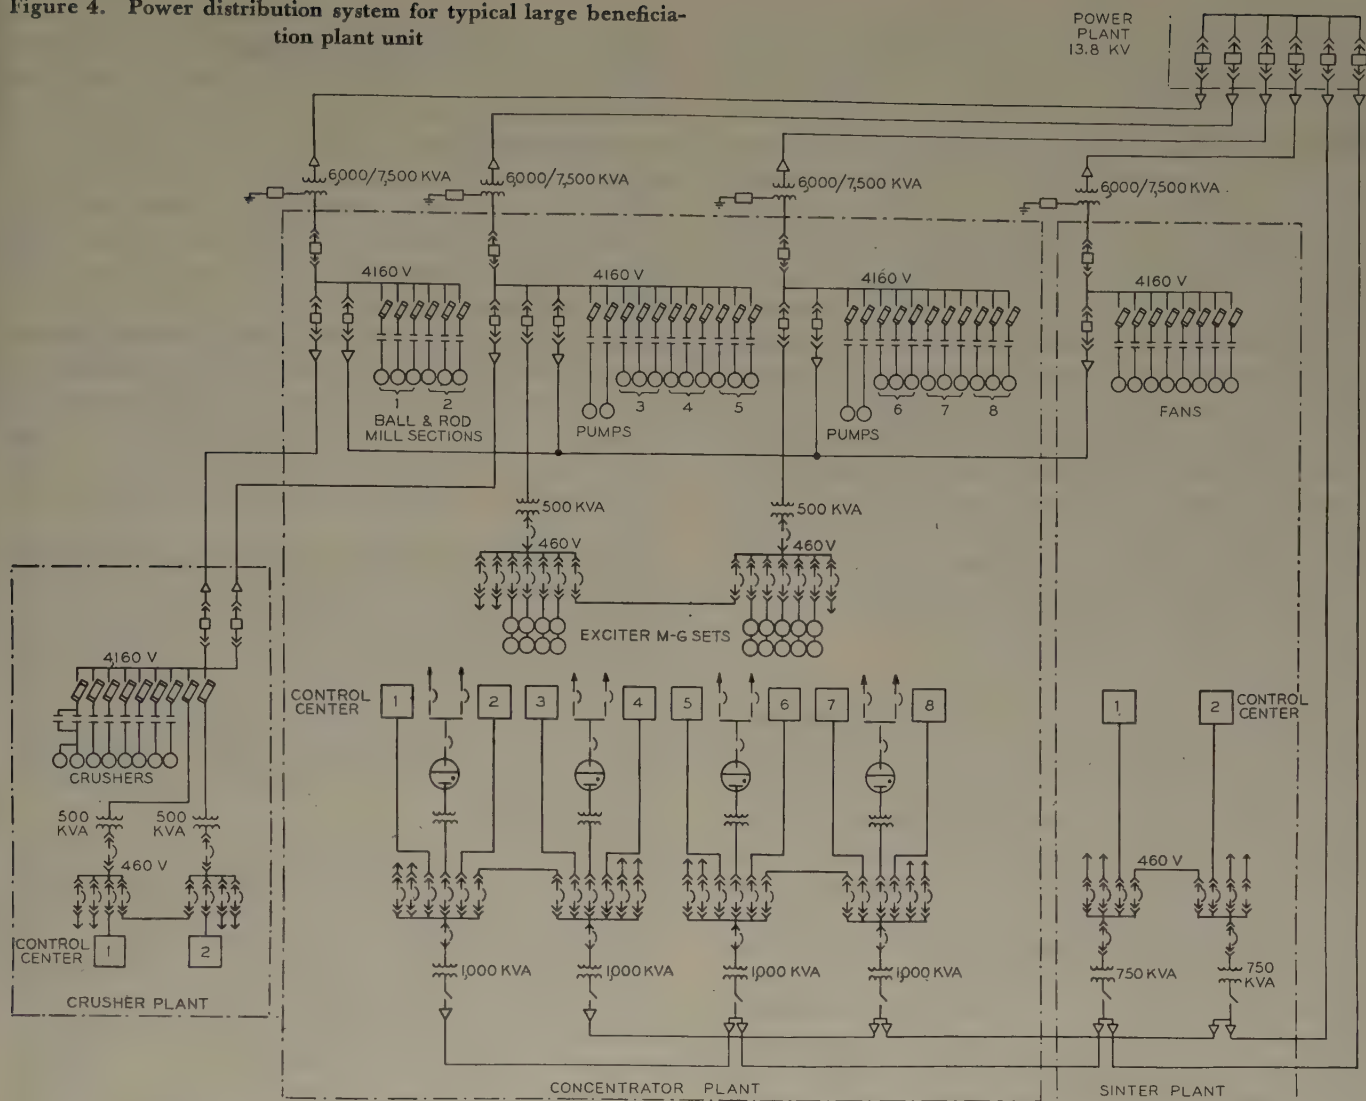 Figure 4. Power distribution system for typical large beneficia-
tion plant unit
POWER
PLANT
13.8 KV
6,000/7,500 KVA
6,000/7,500 KVA
6,000/7,500 KVA
6,000/7,500 KVA
4160 V
4160 V
4160 V
4160 V
1 2
BALL & ROD
MILL SECTIONS
PUMPS
3 4 5
PUMPS
6 7 8
FANS
500 KVA
500 KVA
460 V
460 V
EXCITER M-G SETS
4160 V
CRUSHERS
500
KVA
500
KVA
460 V
CONTROL
CENTER
1 2
CRUSHER PLANT
CONTROL
CENTER
1 2 3 4 5 6 7 8
1,000 KVA
1,000 KVA
1,000 KVA
1,000 KVA
CONCENTRATOR PLANT
1 2
CONTROL
CENTER
460 V
750 KVA
750
KVA
SINTER PLANT